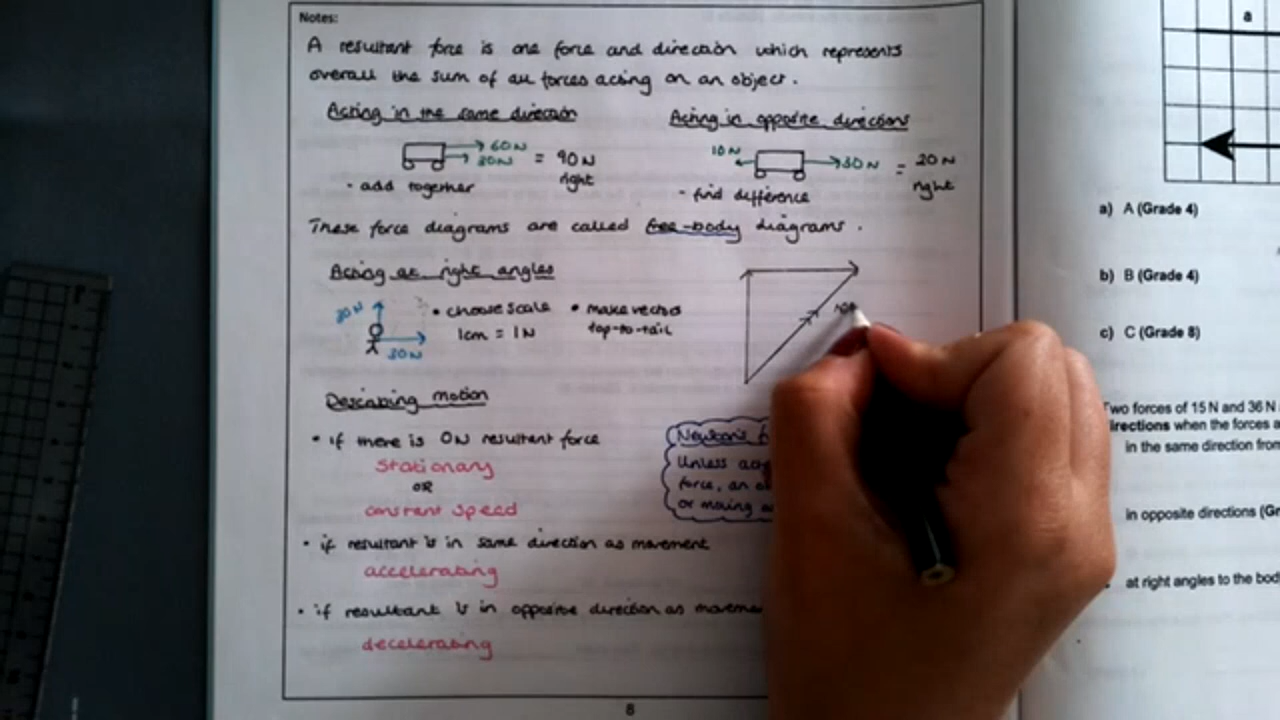 Notes:
A resultant force is one force and direction which represents
overall the sum of all forces acting on an object.
Acting in the same direction
60N
30N
= 90N
right
- add together
Acting in opposite directions
10N
30N
= 20N
right
- find difference
These force diagrams are called free-body diagrams.
Acting at right angles
30N
30N
• choose scale
1cm = 1N
• make vectors
top-to-tail
Describing motion
• if there is 0N resultant force
stationary
OR
constant speed
• if resultant is in same direction as movement
accelerating
• if resultant is in opposite direction as
decelerating
Newton's
Unless
force, an
or moving
8
a
a) A (Grade 4)
b) B (Grade 4)
c) C (Grade 8)
Two forces of 15 N and 36 N
directions when the forces
in the same direction from
in opposite directions
at right angles to the body